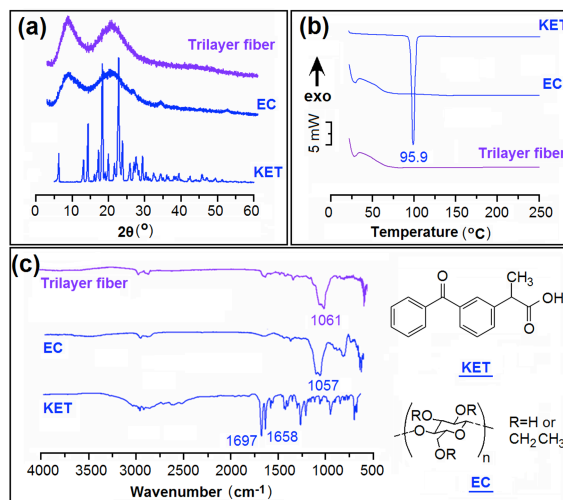 (a)
Trilayer fiber
EC
KET
0 10 20 30 40 50 60
2θ(°)
(b)
KET
exo
EC
5 mW
95.9
Trilayer fiber
0 50 100 150 200 250
Temperature (°C)
(c)
Trilayer fiber
1061
EC
1057
KET
1697
1658
4000 3500 3000 2500 2000 1500 1000 500
Wavenumber (cm⁻¹)
O CH₃
OH
O
KET
RO OR
O
O
OR
n
R=H or
CH₂CH₃
EC